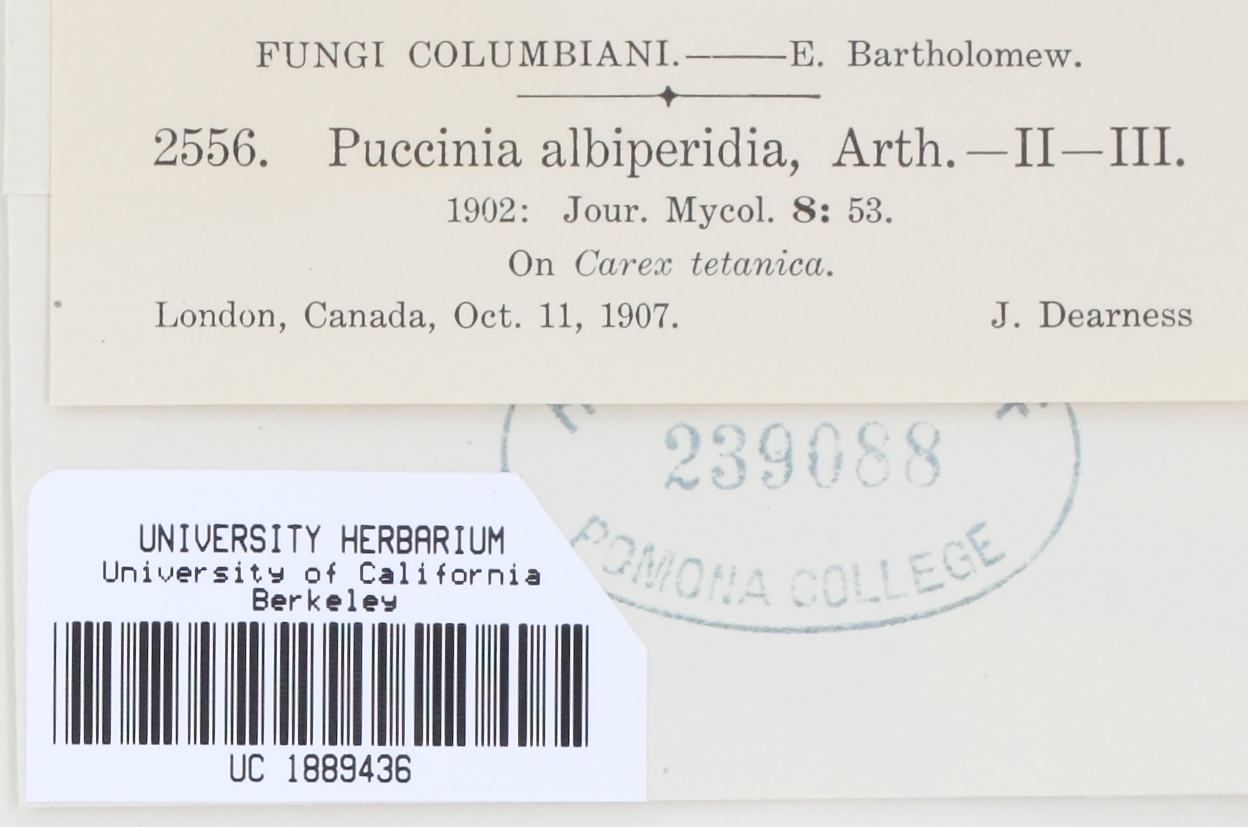 FUNGI COLUMBIANI.——E. Bartholomew.
2556. Puccinia albiperidia, Arth.—II—III.
1902: Jour. Mycol. 8: 53.
On Carex tetanica.
London, Canada, Oct. 11, 1907. J. Dearness
239088
POMONA COLLEGE
UNIVERSITY HERBARIUM
University of California
Berkeley
UC 1889436